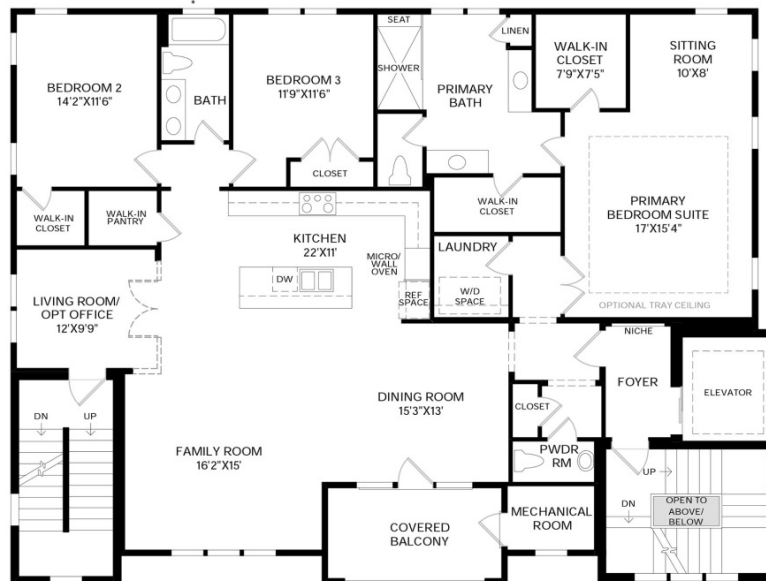 *
BEDROOM 2
14'2"X11'6"
BATH
BEDROOM 3
11'9"X11'6"
CLOSET
SEAT
SHOWER
LINEN
PRIMARY
BATH
WALK-IN
CLOSET
7'9"X7'5"
SITTING
ROOM
10'X8'
WALK-IN
CLOSET
WALK-IN
PANTRY
KITCHEN
22'X11'
MICRO/
WALL
OVEN
REF
SPACE
DW
WALK-IN
CLOSET
LAUNDRY
W/D
SPACE
PRIMARY
BEDROOM SUITE
17'X15'4"
OPTIONAL TRAY CEILING
LIVING ROOM/
OPT OFFICE
12'X9'9"
NICHE
FOYER
ELEVATOR
DN
UP
FAMILY ROOM
16'2"X15'
DINING ROOM
15'3"X13'
CLOSET
PWDR
RM
COVERED
BALCONY
MECHANICAL
ROOM
UP
DN
OPEN TO
ABOVE/
BELOW